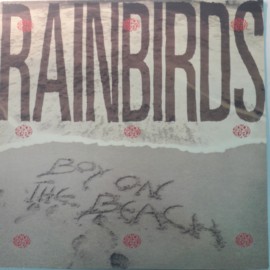 RAINBIRDS
BOY ON
THE BEACH